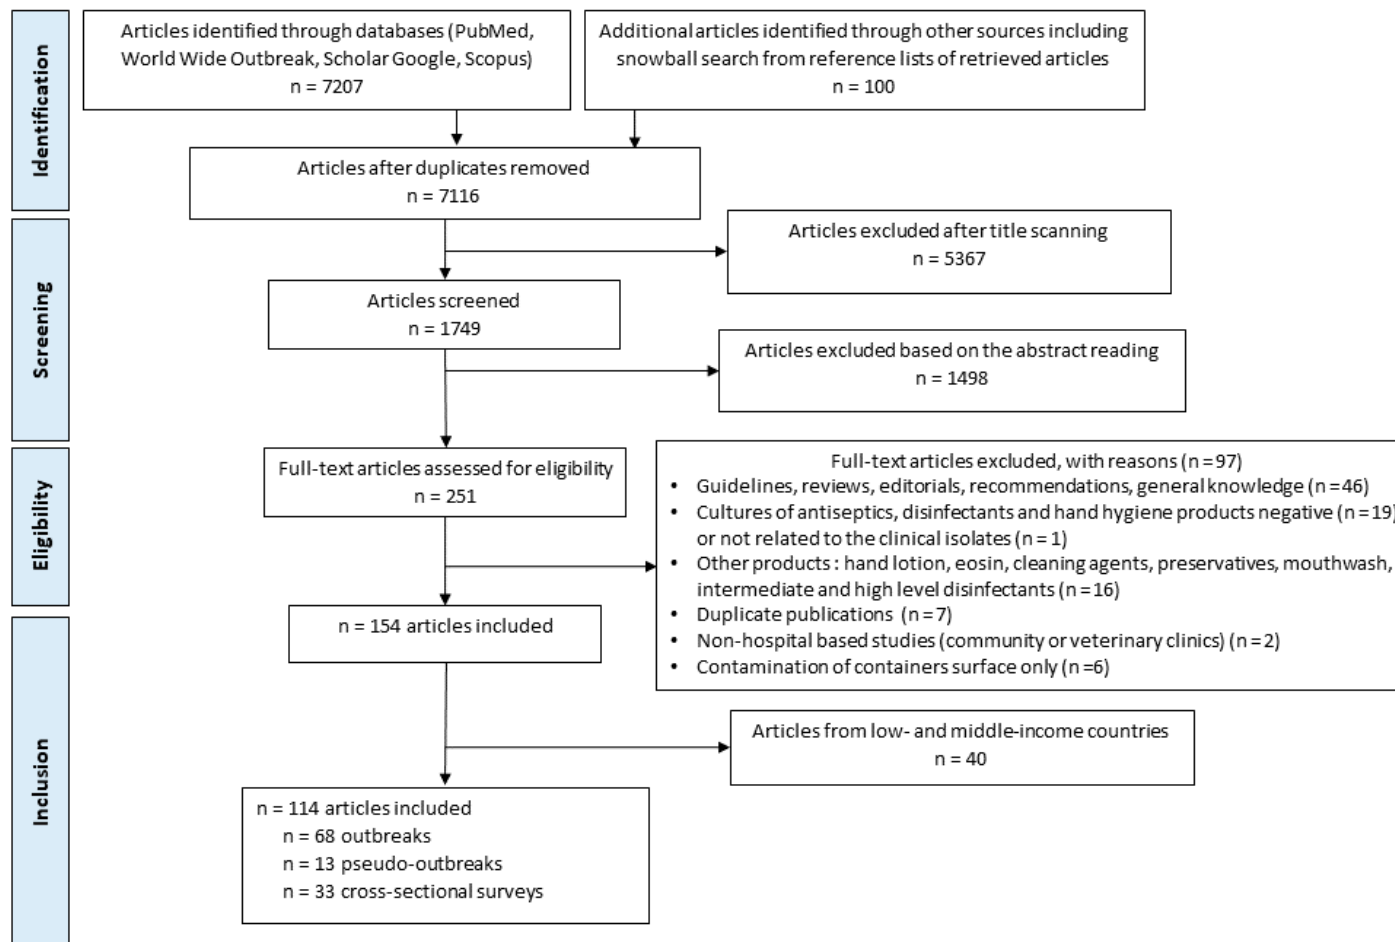 Identification
Articles identified through databases (PubMed,
World Wide Outbreak, Scholar Google, Scopus)
n = 7207
Additional articles identified through other sources including
snowball search from reference lists of retrieved articles
n = 100
Articles after duplicates removed
n = 7116
Screening
Articles excluded after title scanning
n = 5367
Articles screened
n = 1749
Articles excluded based on the abstract reading
n = 1498
Eligibility
Full-text articles assessed for eligibility
n = 251
Full-text articles excluded, with reasons (n = 97)
• Guidelines, reviews, editorials, recommendations, general knowledge (n = 46)
• Cultures of antiseptics, disinfectants and hand hygiene products negative (n = 19)
or not related to the clinical isolates (n = 1)
• Other products : hand lotion, eosin, cleaning agents, preservatives, mouthwash,
intermediate and high level disinfectants (n = 16)
• Duplicate publications (n = 7)
• Non-hospital based studies (community or veterinary clinics) (n = 2)
• Contamination of containers surface only (n =6)
Inclusion
n = 154 articles included
Articles from low- and middle-income countries
n = 40
n = 114 articles included
n = 68 outbreaks
n = 13 pseudo-outbreaks
n = 33 cross-sectional surveys